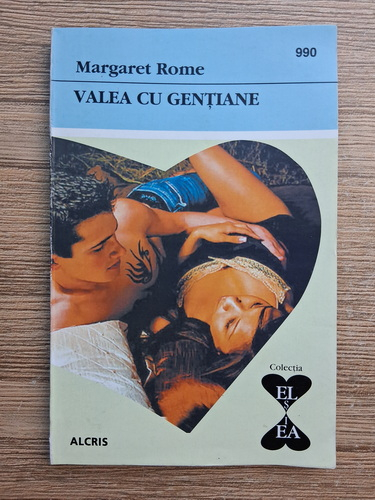 990
Margaret Rome
VALEA CU GENȚIANE
Colecția
EL
ȘI
EA
ALCRIS